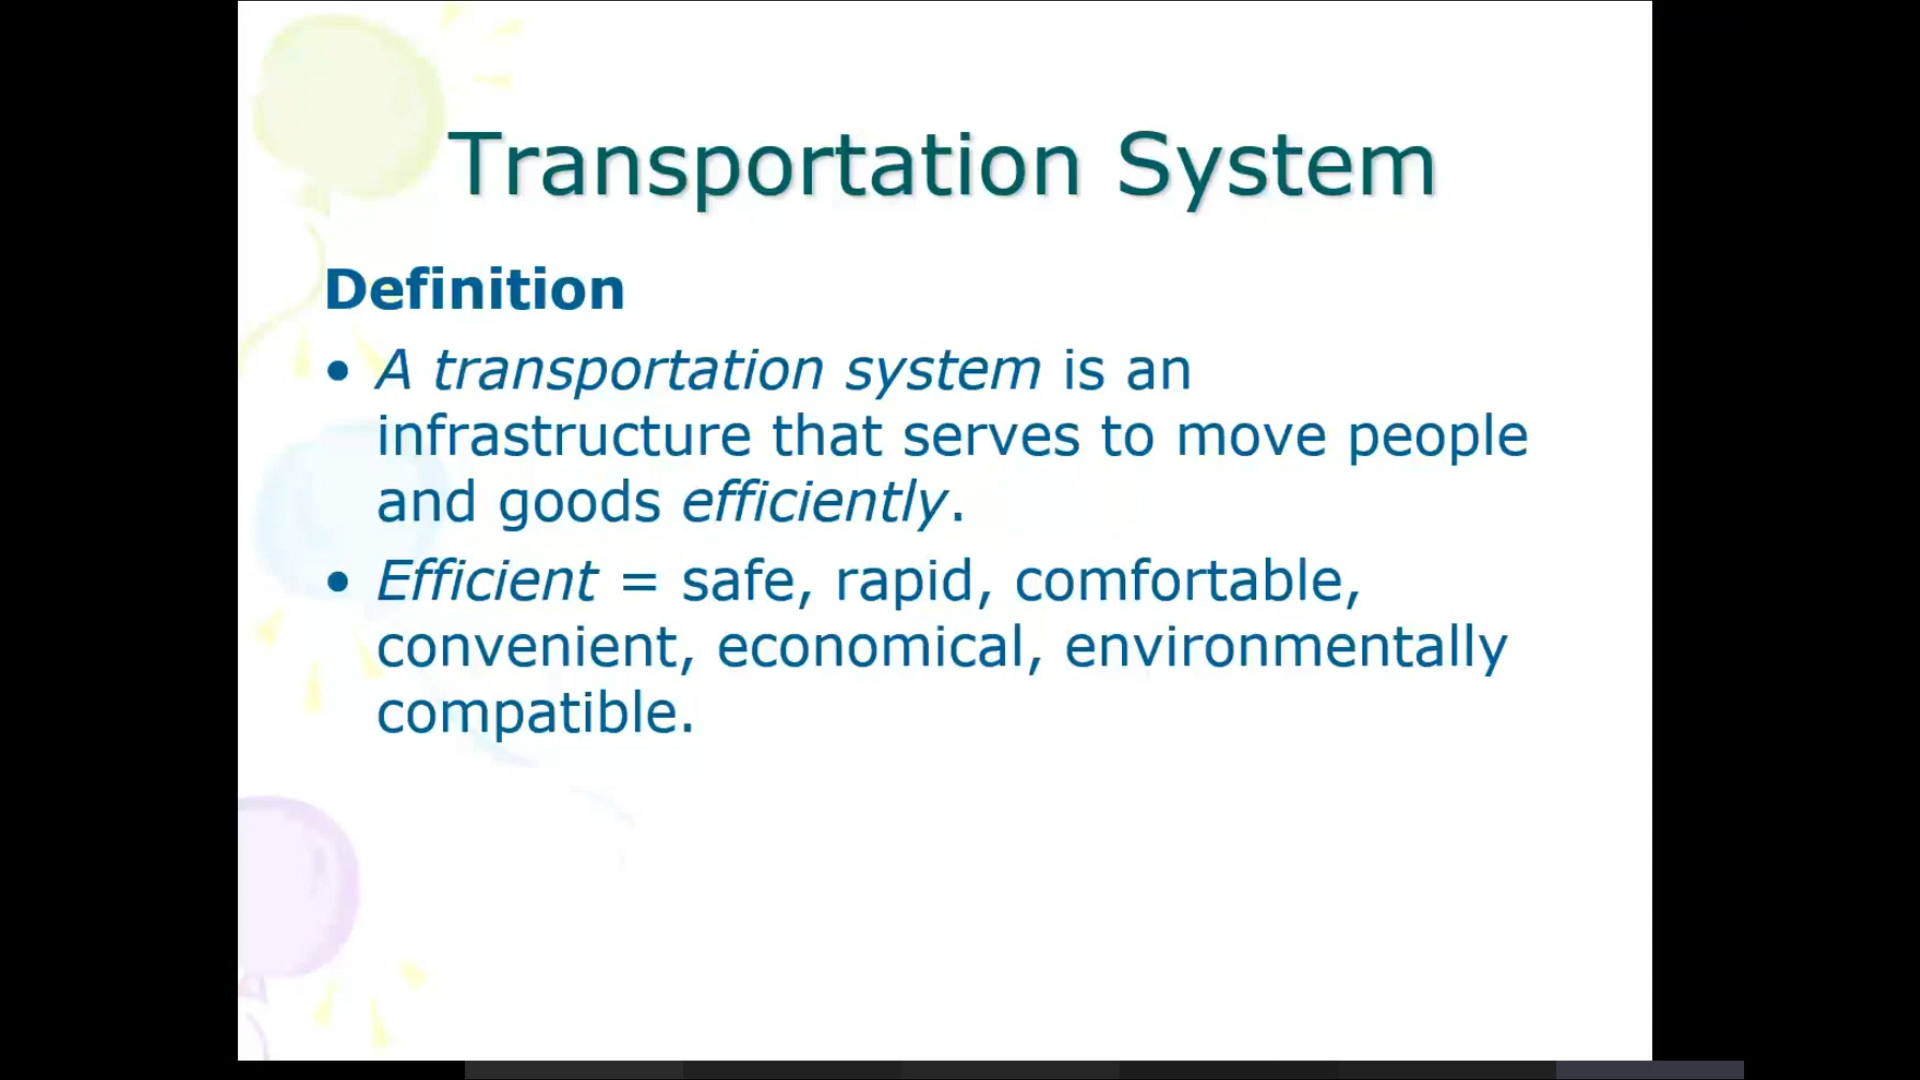 Transportation System
Definition
• A transportation system is an
infrastructure that serves to move people
and goods efficiently.
• Efficient = safe, rapid, comfortable,
convenient, economical, environmentally
compatible.